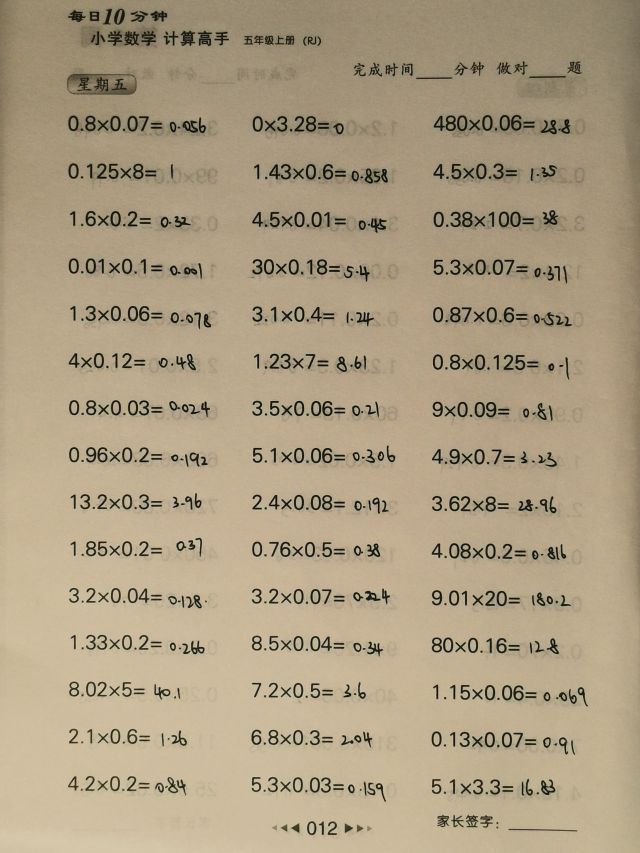 每日10分钟
小学数学 计算高手 五年级上册 (RJ)
完成时间____分钟 做对____题
星期五
0.8×0.07= 0.056 0×3.28= 0 480×0.06= 28.8
0.125×8= 1 1.43×0.6= 0.858 4.5×0.3= 1.35
1.6×0.2= 0.32 4.5×0.01= 0.45 0.38×100= 38
0.01×0.1= 0.001 30×0.18= 5.4 5.3×0.07= 0.371
1.3×0.06= 0.078 3.1×0.4= 1.24 0.87×0.6= 0.522
4×0.12= 0.48 1.23×7= 8.61 0.8×0.125= 0.1
0.8×0.03= 0.024 3.5×0.06= 0.21 9×0.09= 0.81
0.96×0.2= 0.192 5.1×0.06= 0.306 4.9×0.7= 3.23
13.2×0.3= 3.96 2.4×0.08= 0.192 3.62×8= 28.96
1.85×0.2= 0.37 0.76×0.5= 0.38 4.08×0.2= 0.816
3.2×0.04= 0.128 3.2×0.07= 0.224 9.01×20= 180.2
1.33×0.2= 0.266 8.5×0.04= 0.34 80×0.16= 12.8
8.02×5= 40.1 7.2×0.5= 3.6 1.15×0.06= 0.069
2.1×0.6= 1.26 6.8×0.3= 2.04 0.13×0.07= 0.91
4.2×0.2= 0.84 5.3×0.03= 0.159 5.1×3.3= 16.83
012
家长签字：________